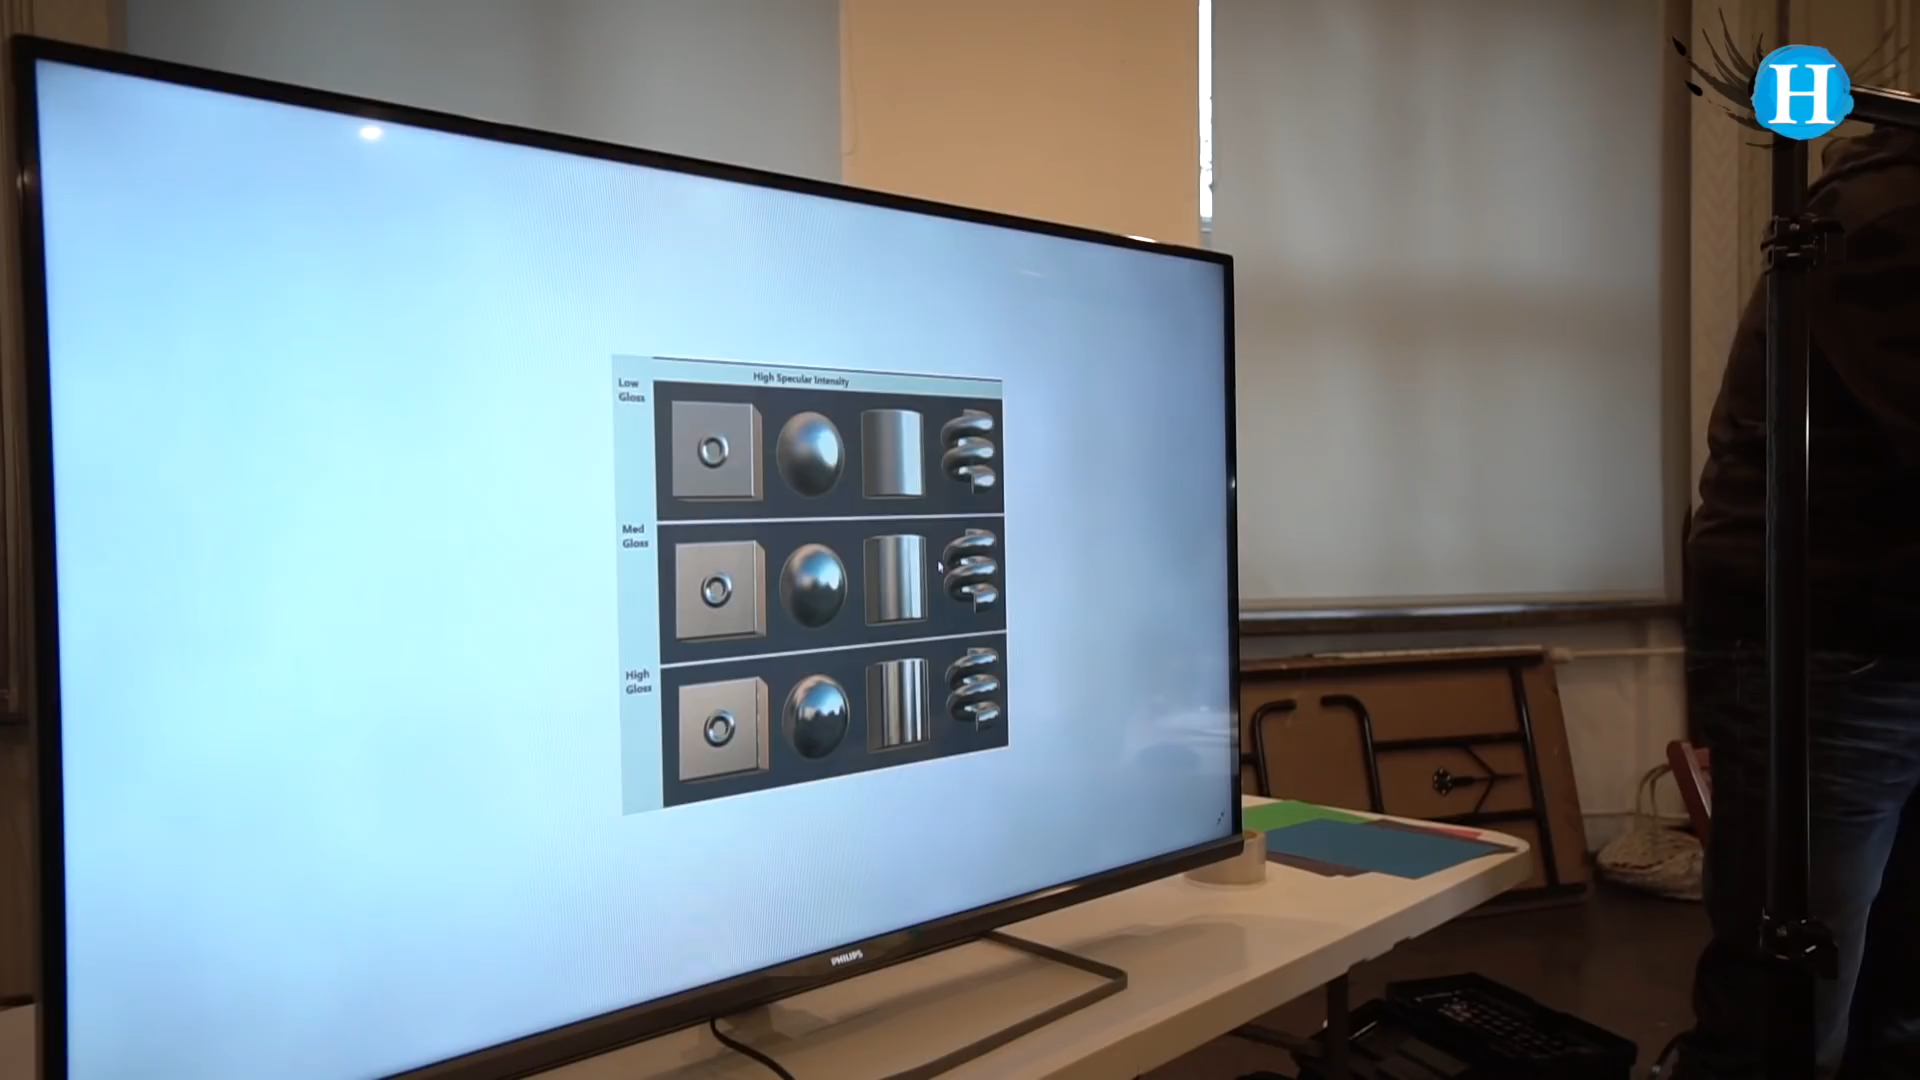 H
High Specular Intensity
Low
Gloss
Med
Gloss
High
Gloss
PHILIPS